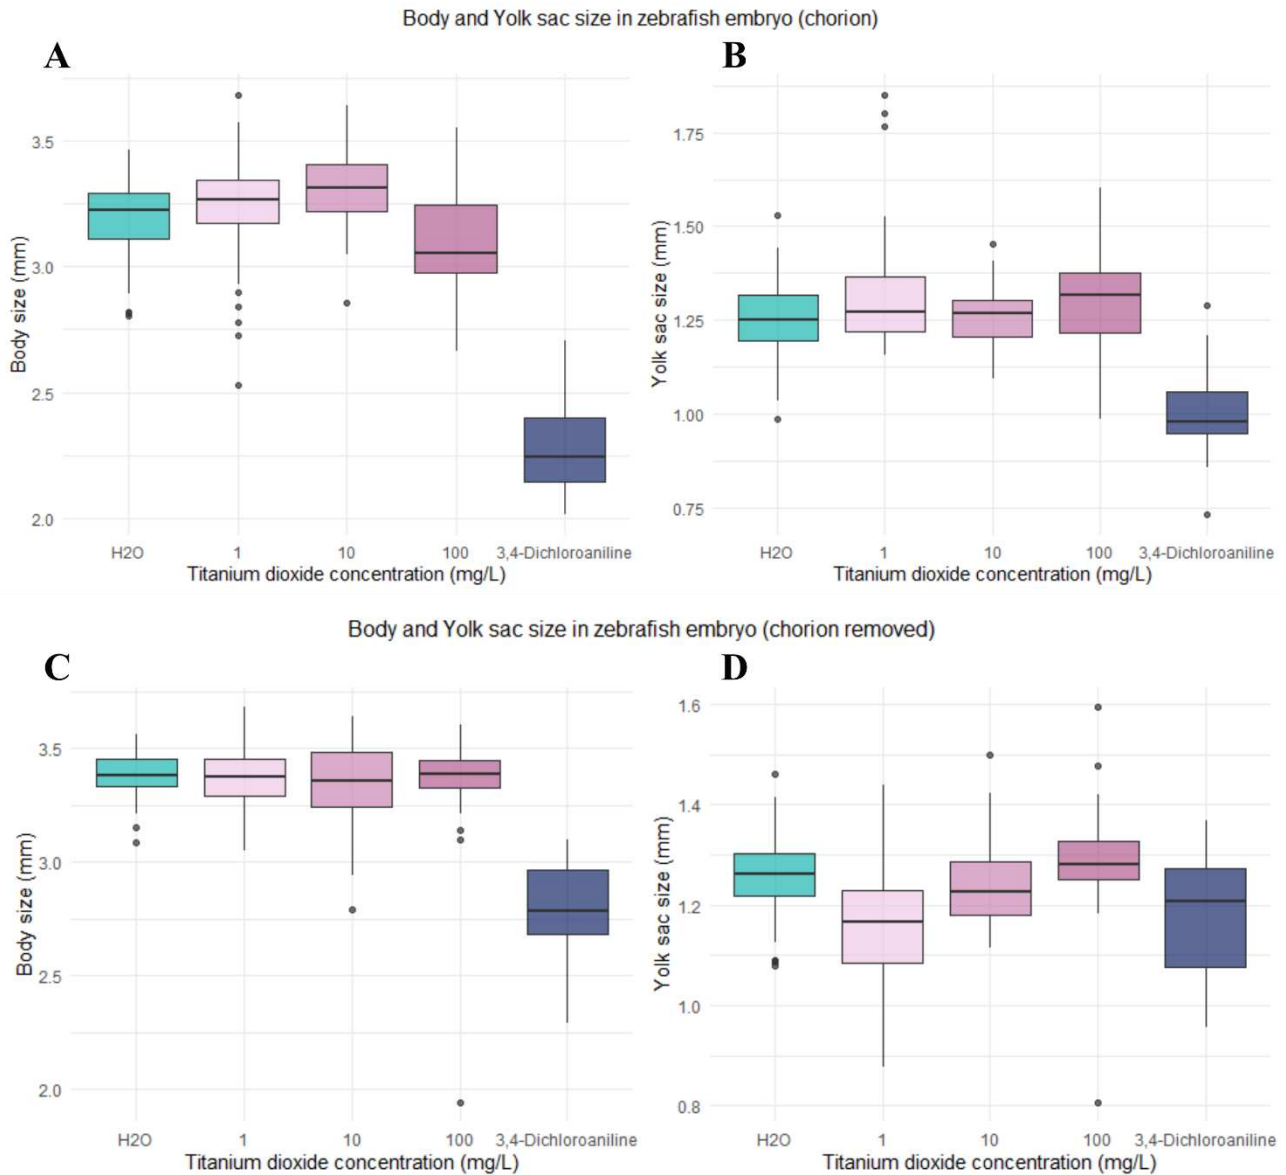 Body and Yolk sac size in zebrafish embryo (chorion)
A
Body size (mm)
3.5
3.0
2.5
2.0
H2O 1 10 100 3,4-Dichloroaniline
Titanium dioxide concentration (mg/L)
B
Yolk sac size (mm)
1.75
1.50
1.25
1.00
0.75
H2O 1 10 100 3,4-Dichloroaniline
Titanium dioxide concentration (mg/L)
Body and Yolk sac size in zebrafish embryo (chorion removed)
C
Body size (mm)
3.5
3.0
2.5
2.0
H2O 1 10 100 3,4-Dichloroaniline
Titanium dioxide concentration (mg/L)
D
Yolk sac size (mm)
1.6
1.4
1.2
1.0
0.8
H2O 1 10 100 3,4-Dichloroaniline
Titanium dioxide concentration (mg/L)